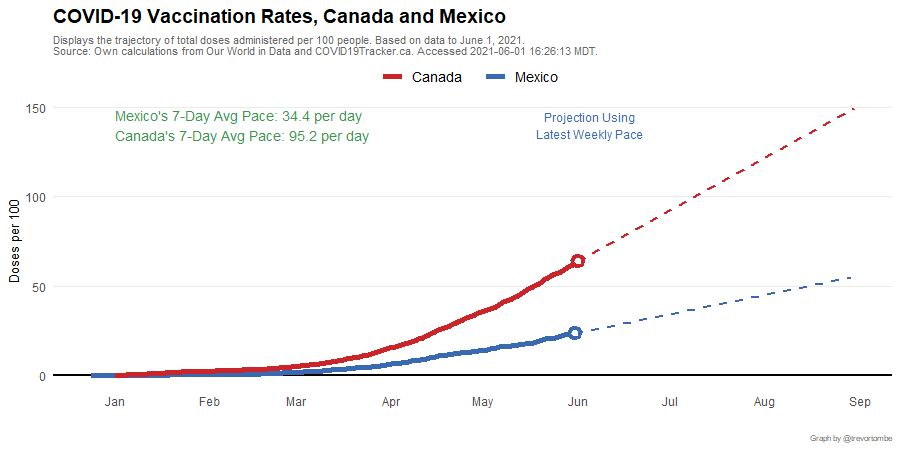 COVID-19 Vaccination Rates, Canada and Mexico
Displays the trajectory of total doses administered per 100 people. Based on data to June 1, 2021.
Source: Own calculations from Our World in Data and COVID19Tracker.ca. Accessed 2021-06-01 16:26:13 MDT.
Canada
Mexico
150
Mexico's 7-Day Avg Pace: 34.4 per day
Canada's 7-Day Avg Pace: 95.2 per day
Projection Using
Latest Weekly Pace
100
Doses per 100
50
0
Jan Feb Mar Apr May Jun Jul Aug Sep
Graph by @trevortombe